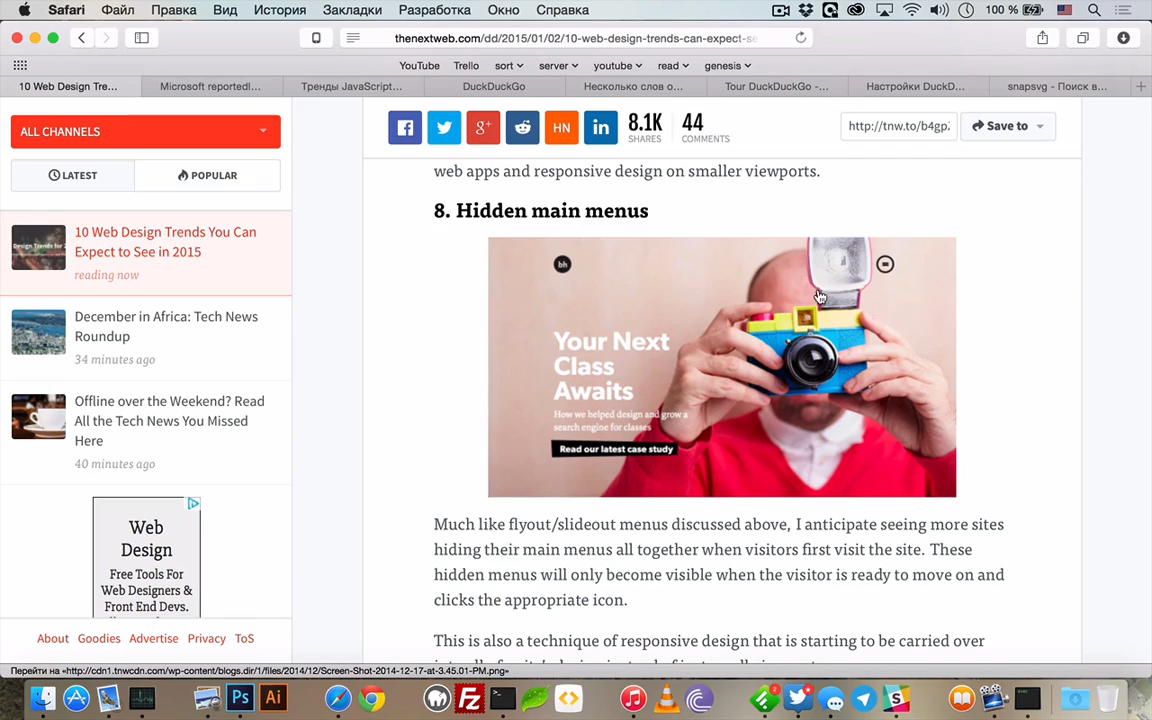 Safari Файл Правка Вид История Закладки Разработка Окно Справка 100 %
thenextweb.com/dd/2015/01/02/10-web-design-trends-can-expect-se
YouTube Trello sort server youtube read genesis
10 Web Design Tre... Microsoft reportedl... Тренды JavaScript... DuckDuckGo Несколько слов о... Tour DuckDuckGo -... Настройки DuckD... snapsvg - Поиск в...
ALL CHANNELS
LATEST POPULAR
10 Web Design Trends You Can
Expect to See in 2015
reading now
December in Africa: Tech News
Roundup
34 minutes ago
Offline over the Weekend? Read
All the Tech News You Missed
Here
40 minutes ago
Web
Design
Free Tools For
Web Designers &
Front End Devs.
About Goodies Advertise Privacy ToS
HN in 8.1K SHARES 44 COMMENTS http://tnw.to/b4gp. Save to
web apps and responsive design on smaller viewports.
8. Hidden main menus
bh
Your Next
Class
Awaits
How we helped design and grow a
search engine for classes
Read our latest case study
Much like flyout/slideout menus discussed above, I anticipate seeing more sites
hiding their main menus all together when visitors first visit the site. These
hidden menus will only become visible when the visitor is ready to move on and
clicks the appropriate icon.
This is also a technique of responsive design that is starting to be carried over
Перейти на «http://cdn1.tnwcdn.com/wp-content/blogs.dir/1/files/2014/12/Screen-Shot-2014-12-17-at-3.45.01-PM.png»
Ps Ai Fz